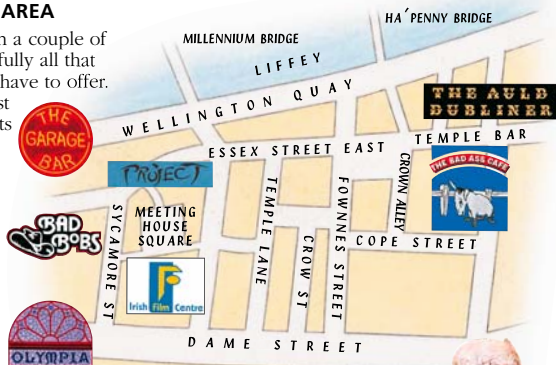 AREA
n a couple of
fully all that
have to offer.
st
ts
MILLENNIUM BRIDGE
HA'PENNY BRIDGE
LIFFEY
WELLINGTON QUAY
THE AULD
DUBLINER
THE
GARAGE
BAR
ESSEX STREET EAST
TEMPLE BAR
PROJECT
THE BAD ASS CAFE
CROWN ALLEY
MEETING
HOUSE
SQUARE
SYCAMORE ST
TEMPLE LANE
CROW ST
FOWNNES STREET
COPE STREET
BAD
BOBS
Irish Film Centre
OLYMPIA
DAME STREET